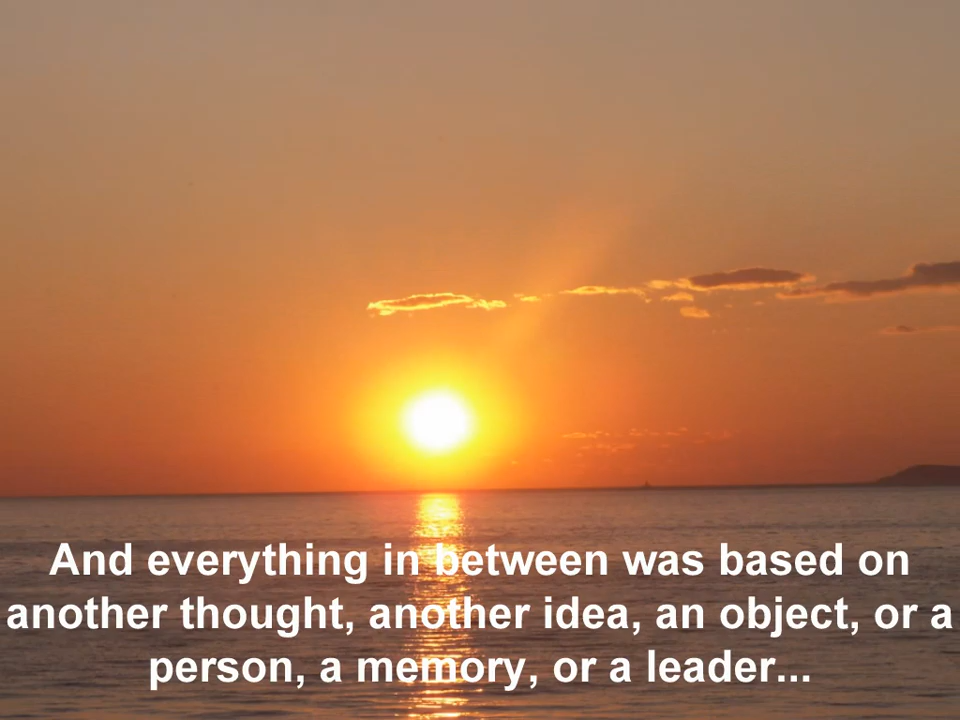 And everything in between was based on
another thought, another idea, an object, or a
person, a memory, or a leader...